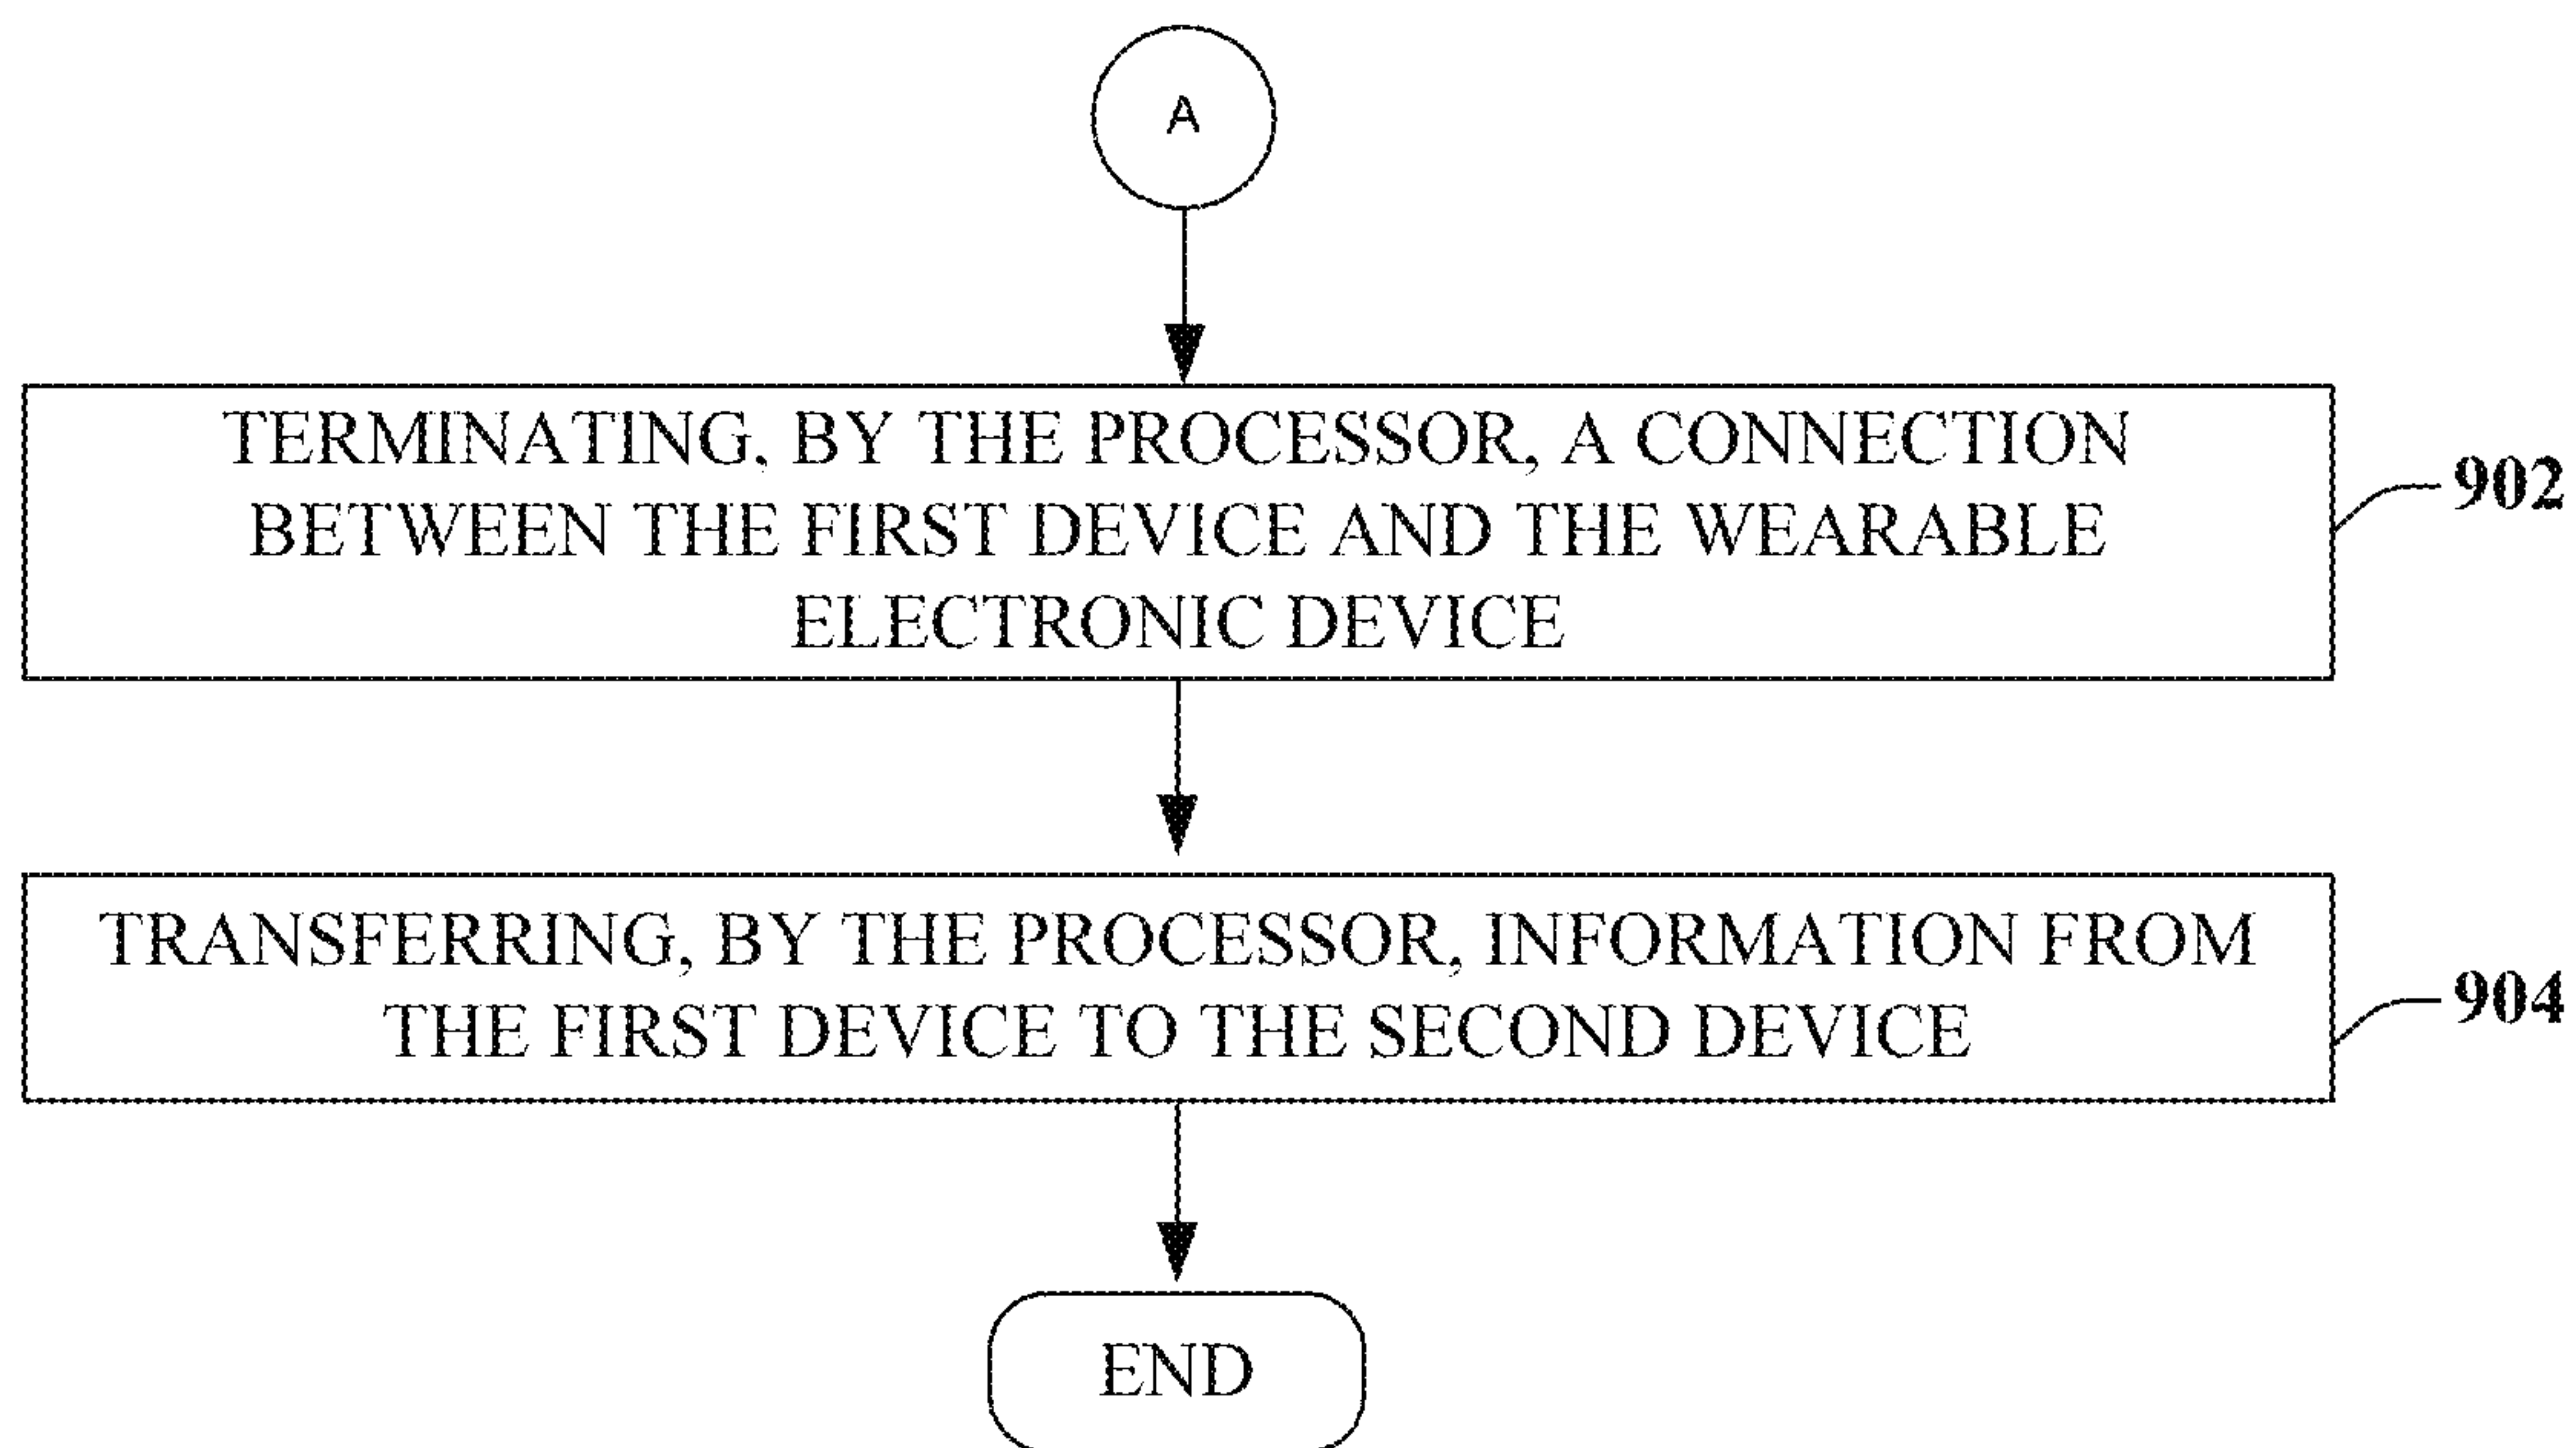 A
TERMINATING, BY THE PROCESSOR, A CONNECTION
BETWEEN THE FIRST DEVICE AND THE WEARABLE
ELECTRONIC DEVICE
902
TRANSFERRING, BY THE PROCESSOR, INFORMATION FROM
THE FIRST DEVICE TO THE SECOND DEVICE
904
END